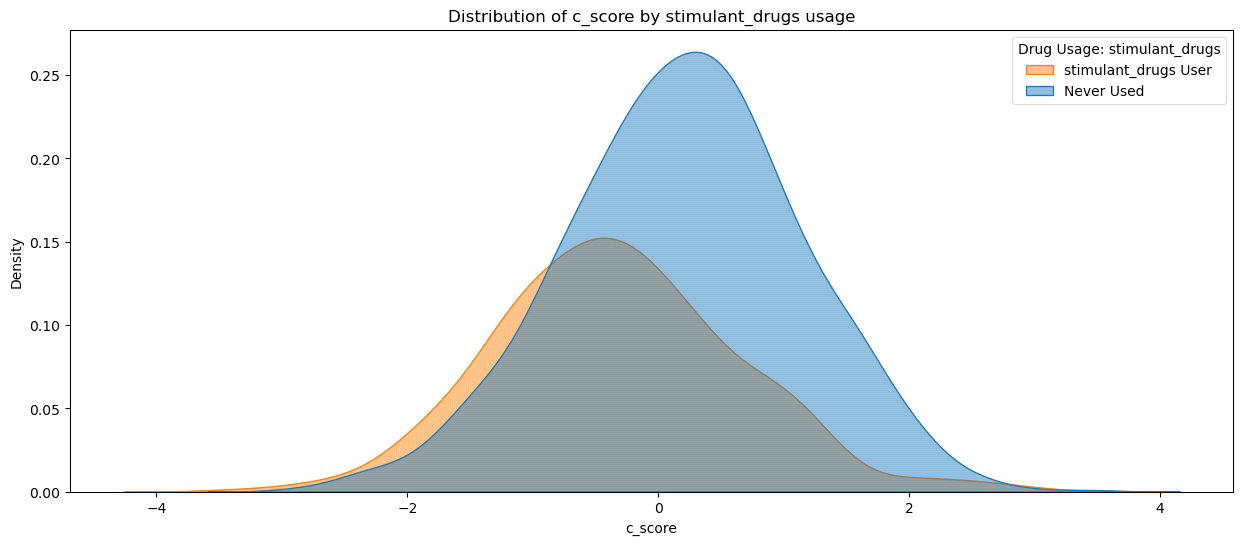 Distribution of c_score by stimulant_drugs usage
Drug Usage: stimulant_drugs
stimulant_drugs User
Never Used
Density
0.25
0.20
0.15
0.10
0.05
0.00
−4
−2
0
2
4
c_score